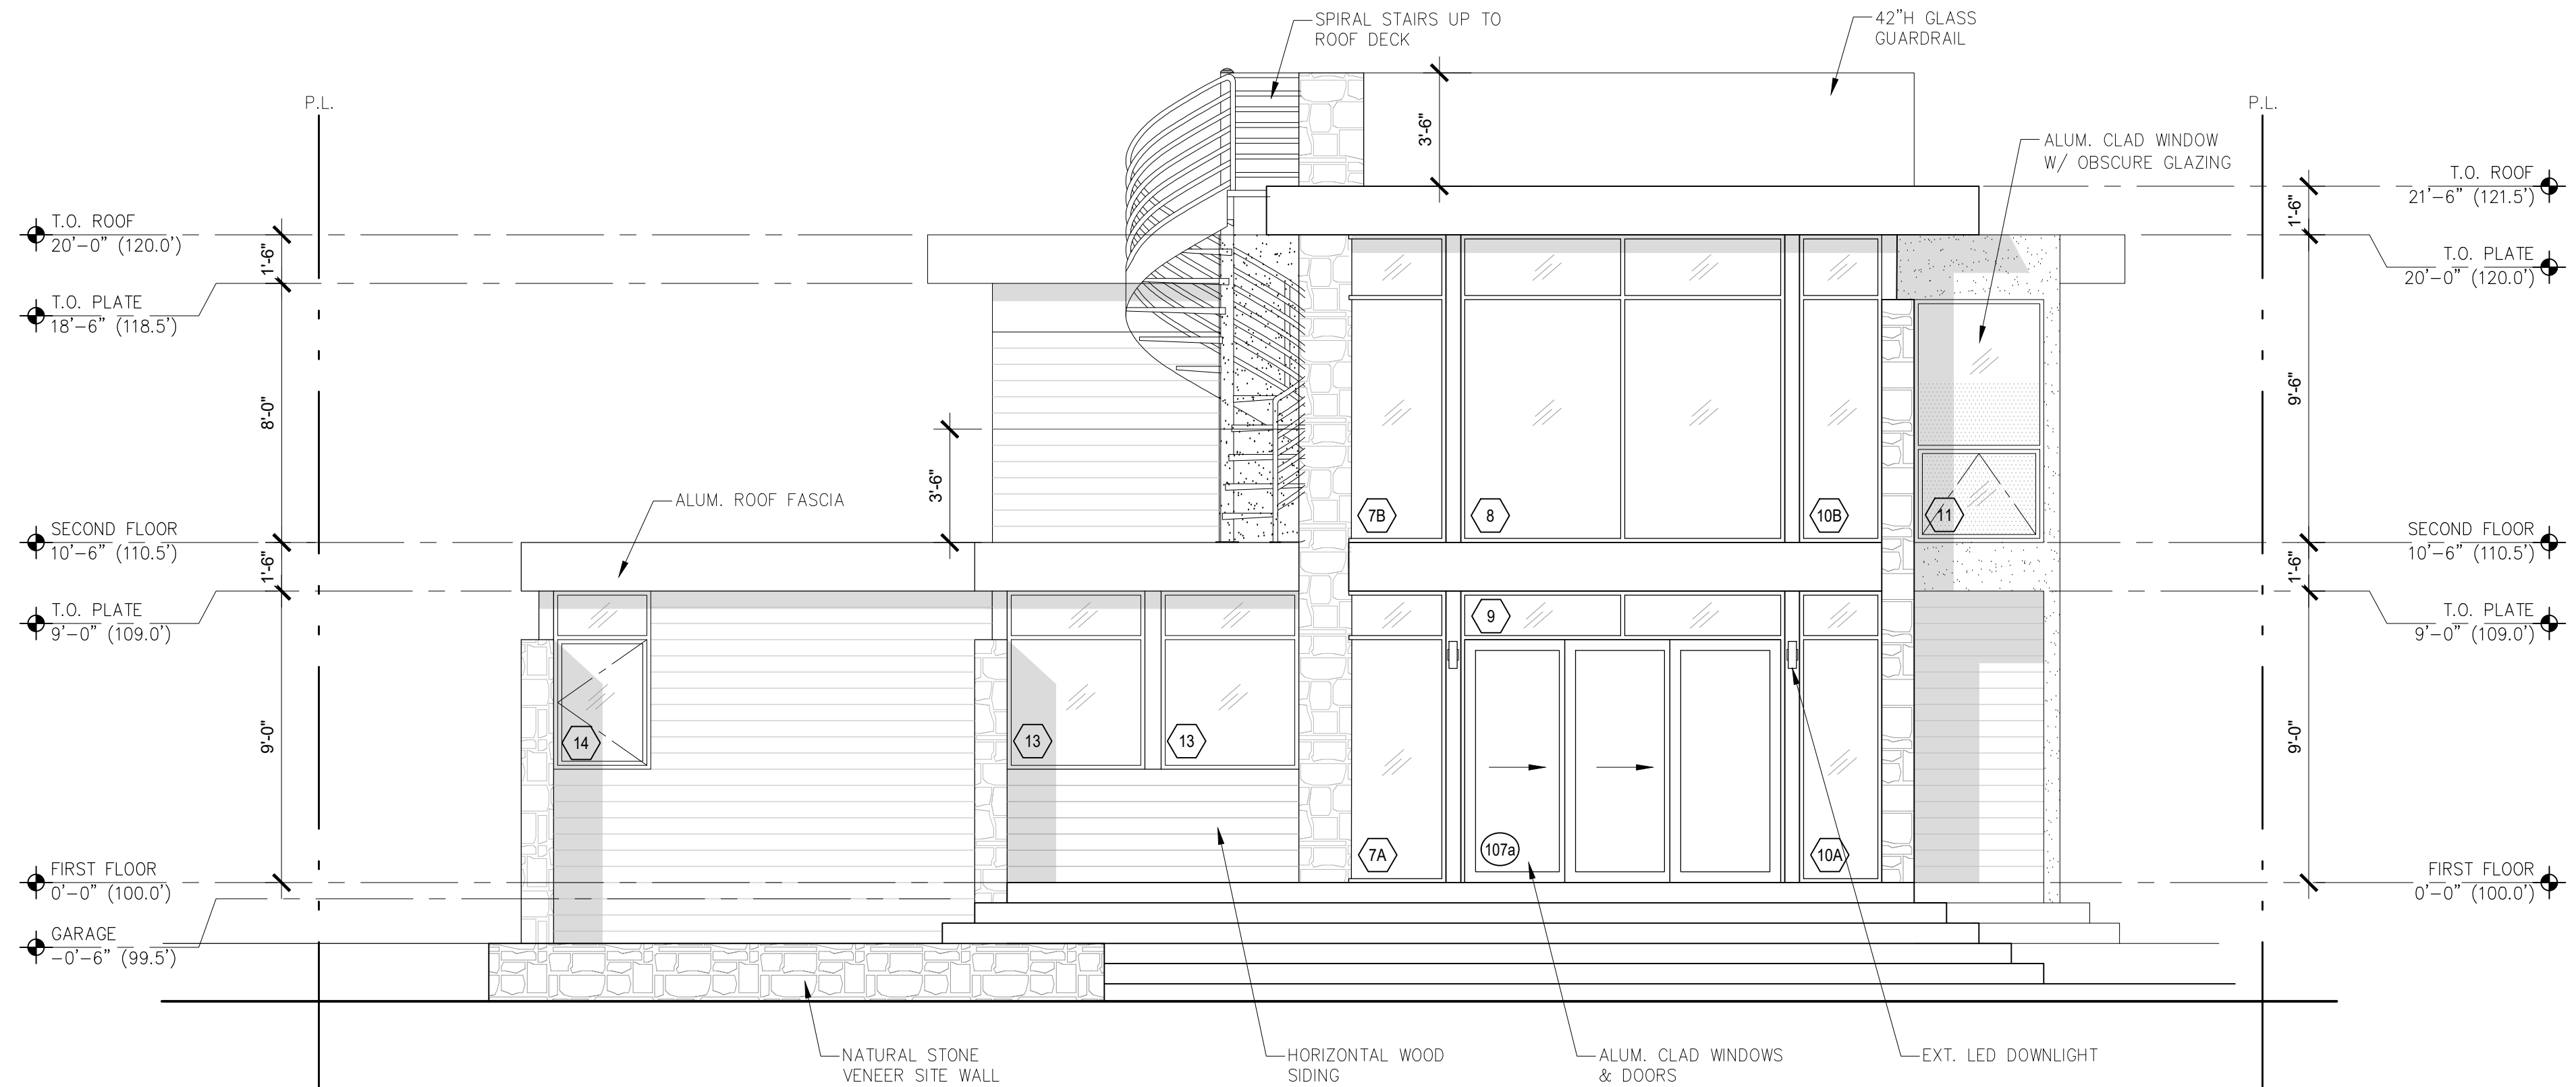 SPIRAL STAIRS UP TO
ROOF DECK
42"H GLASS
GUARDRAIL
P.L.
P.L.
3'-6"
ALUM. CLAD WINDOW
W/ OBSCURE GLAZING
T.O. ROOF
20'-0" (120.0')
1'-6"
T.O. PLATE
18'-6" (118.5')
8'-0"
T.O. ROOF
21'-6" (121.5')
1'-6"
T.O. PLATE
20'-0" (120.0')
9'-6"
3'-6"
ALUM. ROOF FASCIA
7B
8
10B
11
SECOND FLOOR
10'-6" (110.5')
1'-6"
T.O. PLATE
9'-0" (109.0')
SECOND FLOOR
10'-6" (110.5')
1'-6"
T.O. PLATE
9'-0" (109.0')
9
9'-0"
14
13
13
9'-0"
7A
107a
10A
FIRST FLOOR
0'-0" (100.0')
GARAGE
-0'-6" (99.5')
FIRST FLOOR
0'-0" (100.0')
NATURAL STONE
VENEER SITE WALL
HORIZONTAL WOOD
SIDING
ALUM. CLAD WINDOWS
& DOORS
EXT. LED DOWNLIGHT